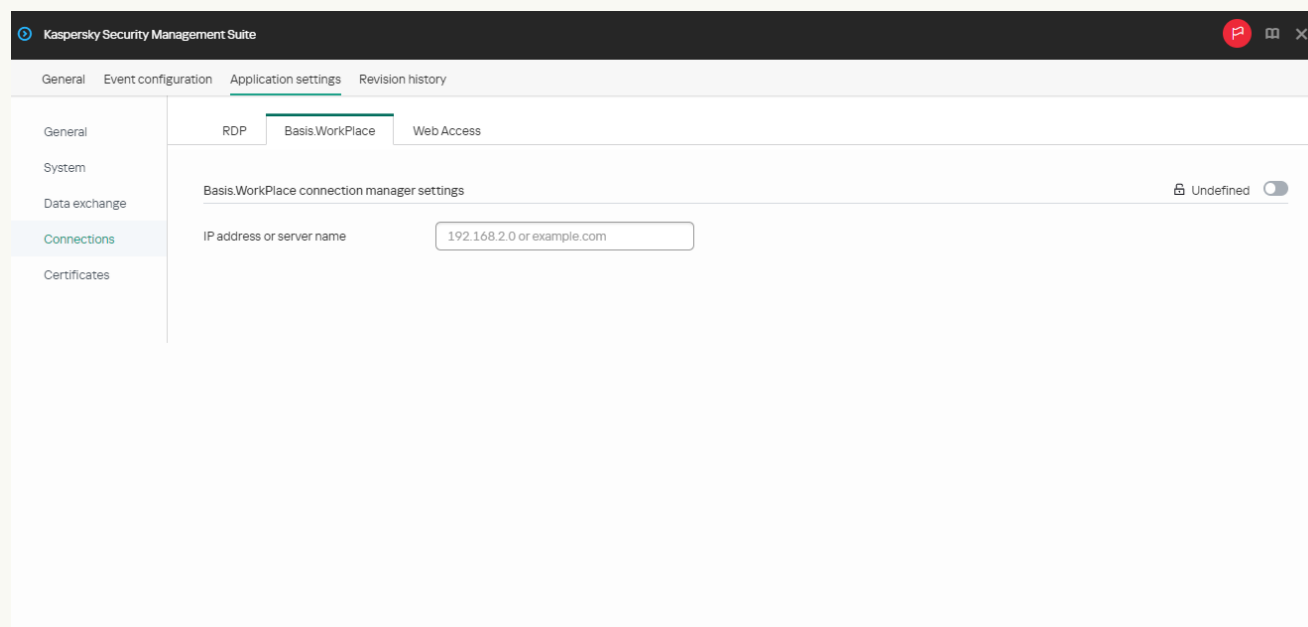 Kaspersky Security Management Suite
General Event configuration Application settings Revision history
General
System
Data exchange
Connections
Certificates
RDP Basis.WorkPlace Web Access
Basis.WorkPlace connection manager settings Undefined
IP address or server name 192.168.2.0 or example.com